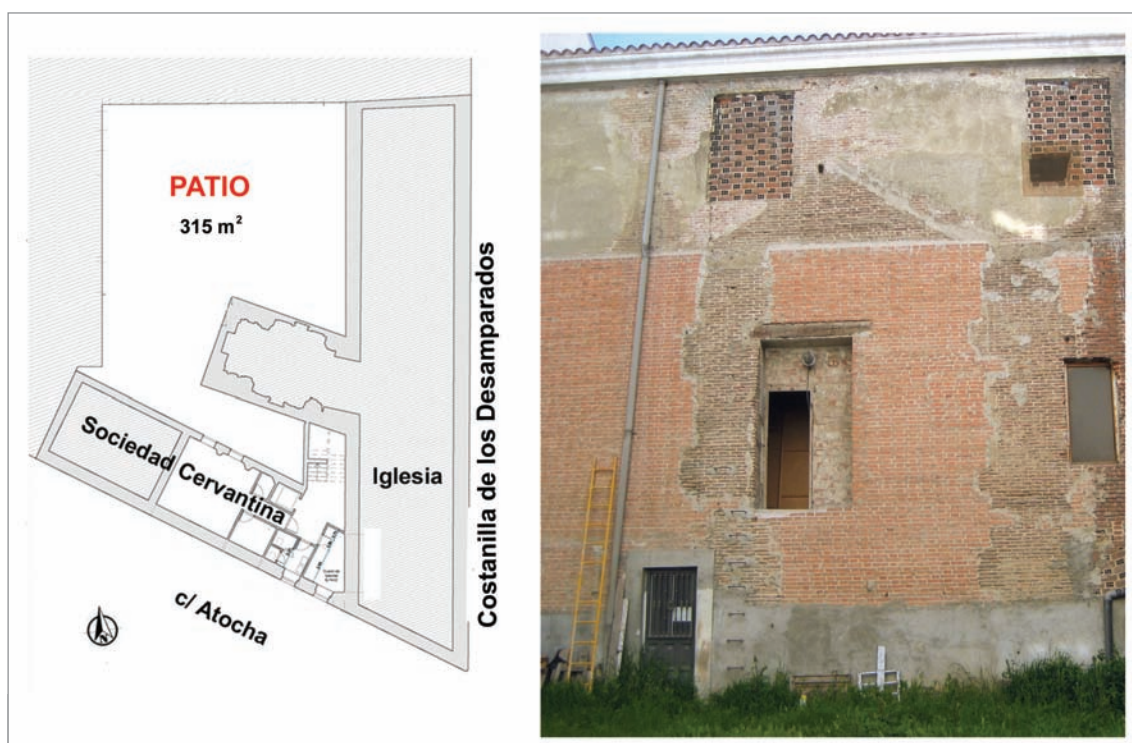 PATIO
315 m²
Sociedad Cervantina
Iglesia
Costanilla de los Desamparados
c/ Atocha
N